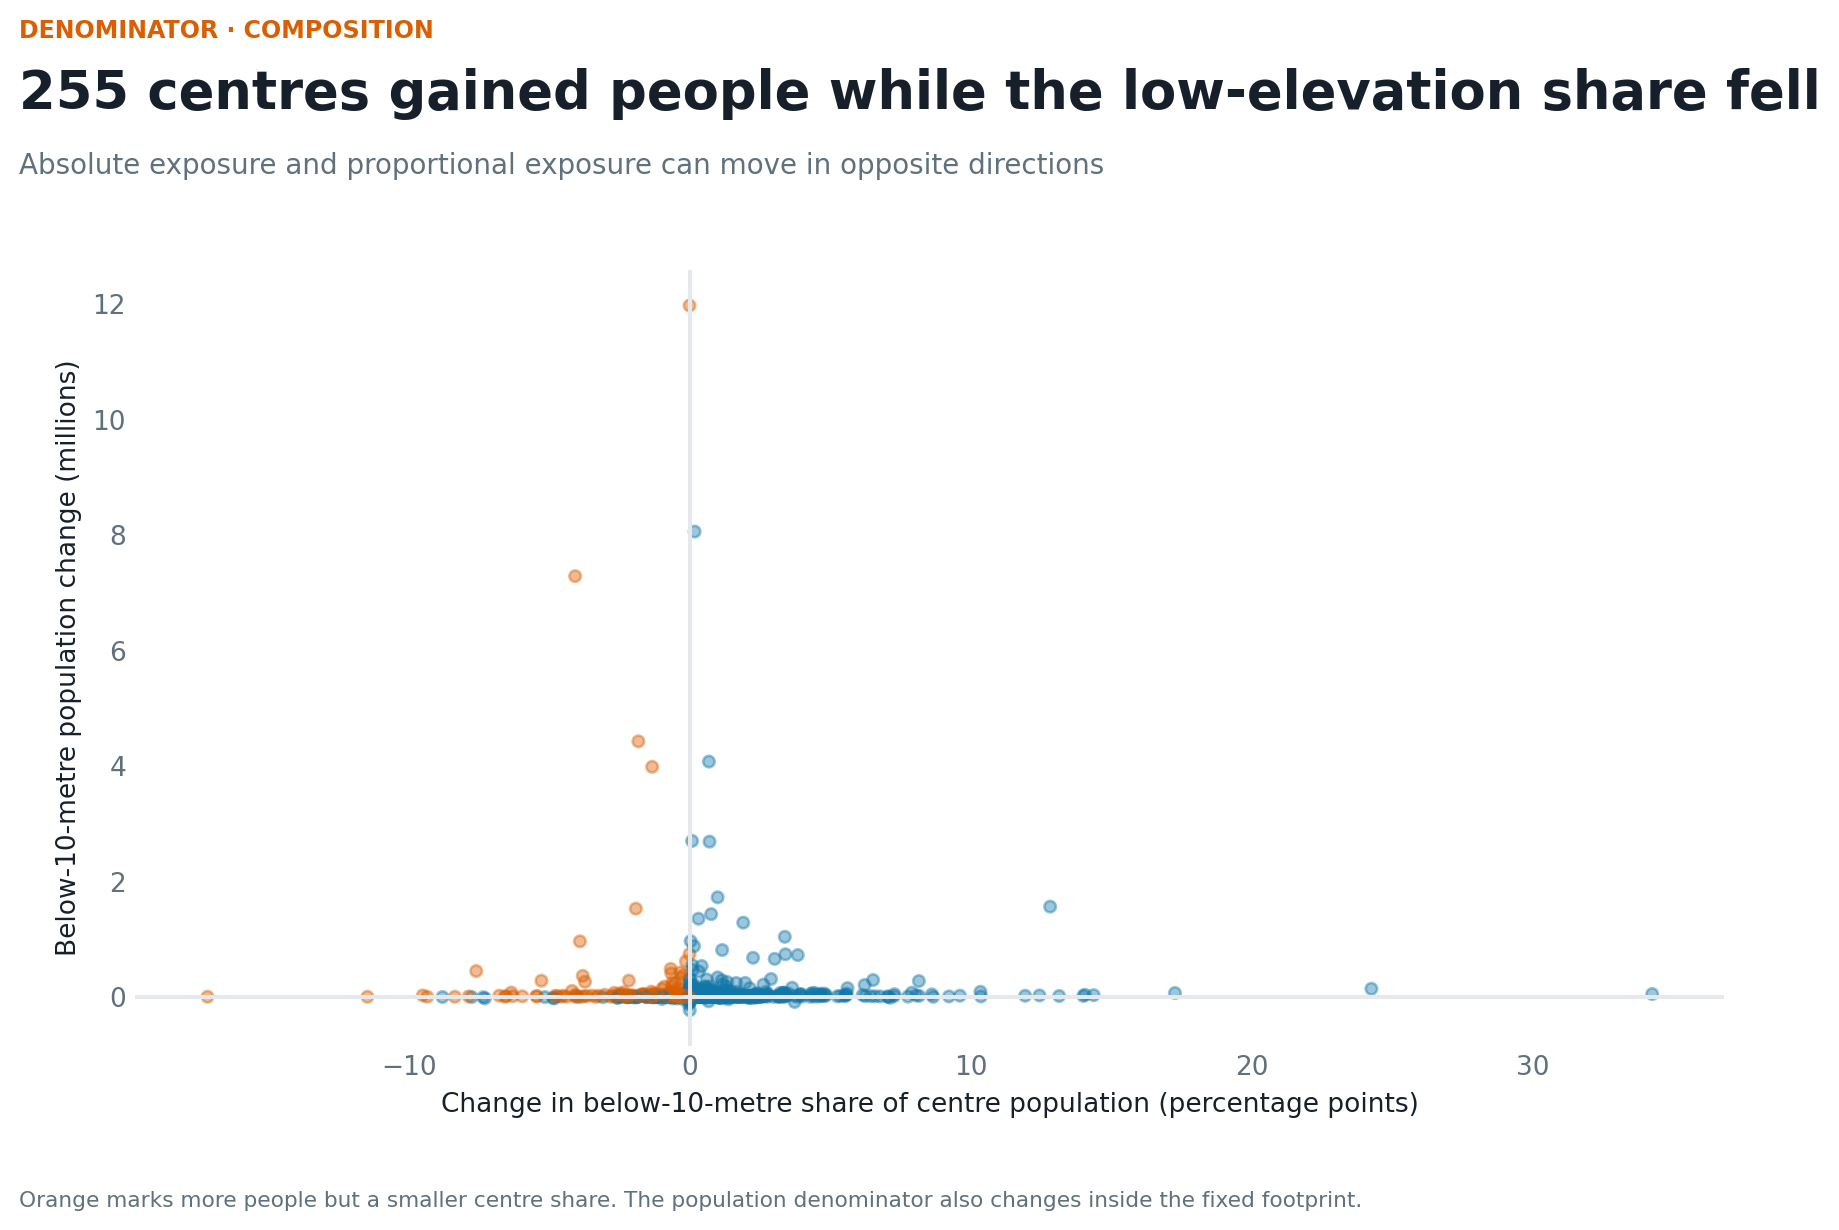 DENOMINATOR · COMPOSITION
255 centres gained people while the low-elevation share fell
Absolute exposure and proportional exposure can move in opposite directions
Below-10-metre population change (millions)
12
10
8
6
4
2
0
−10
0
10
20
30
Change in below-10-metre share of centre population (percentage points)
Orange marks more people but a smaller centre share. The population denominator also changes inside the fixed footprint.